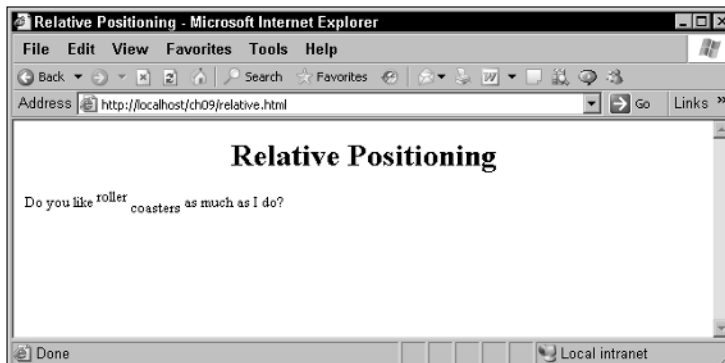 Relative Positioning - Microsoft Internet Explorer
File Edit View Favorites Tools Help
Back Search Favorites
Address http://localhost/ch09/relative.html Go Links »
Relative Positioning
Do you like roller coasters as much as I do?
Done Local intranet